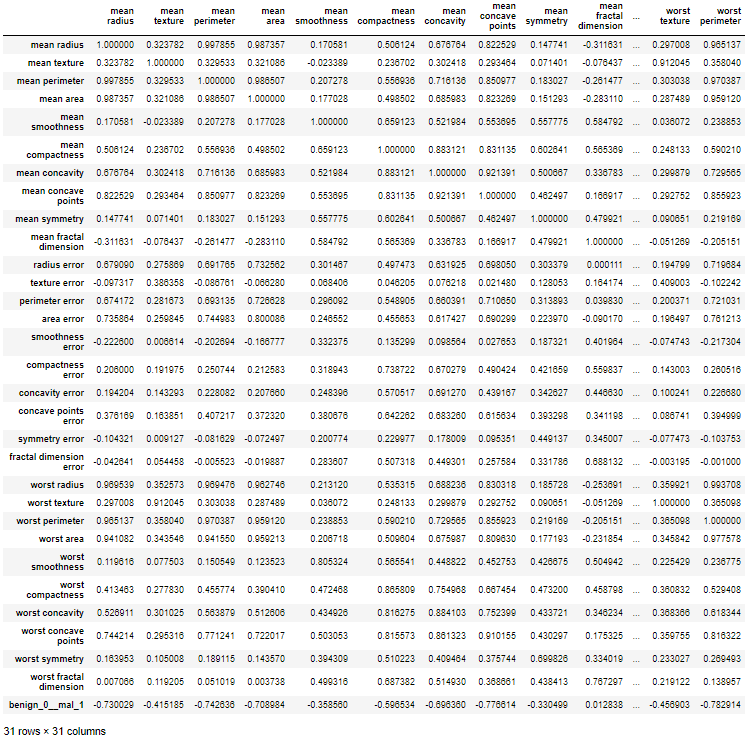 mean radius mean texture mean perimeter mean area mean smoothness mean compactness mean concavity mean concave points mean symmetry mean fractal dimension ... worst texture worst perimeter
mean radius 1.000000 0.323782 0.997855 0.987357 0.170581 0.506124 0.676764 0.822529 0.147741 -0.311631 ... 0.297008 0.965137
mean texture 0.323782 1.000000 0.329533 0.321086 -0.023389 0.236702 0.302418 0.293464 0.071401 -0.076437 ... 0.912045 0.358040
mean perimeter 0.997855 0.329533 1.000000 0.986507 0.207278 0.556936 0.716136 0.850977 0.183027 -0.261477 ... 0.303038 0.970387
mean area 0.987357 0.321086 0.986507 1.000000 0.177028 0.498502 0.685983 0.823269 0.151293 -0.283110 ... 0.287489 0.959120
mean smoothness 0.170581 -0.023389 0.207278 0.177028 1.000000 0.659123 0.521984 0.553695 0.557775 0.584792 ... 0.036072 0.238853
mean compactness 0.506124 0.236702 0.556936 0.498502 0.659123 1.000000 0.883121 0.831135 0.602641 0.565369 ... 0.248133 0.590210
mean concavity 0.676764 0.302418 0.716136 0.685983 0.521984 0.883121 1.000000 0.921391 0.500667 0.336783 ... 0.299879 0.729565
mean concave points 0.822529 0.293464 0.850977 0.823269 0.553695 0.831135 0.921391 1.000000 0.462497 0.166917 ... 0.292752 0.855923
mean symmetry 0.147741 0.071401 0.183027 0.151293 0.557775 0.602641 0.500667 0.462497 1.000000 0.479921 ... 0.090651 0.219169
mean fractal dimension -0.311631 -0.076437 -0.261477 -0.283110 0.584792 0.565369 0.336783 0.166917 0.479921 1.000000 ... -0.051269 -0.205151
radius error 0.679090 0.275869 0.691765 0.732562 0.301467 0.497473 0.631925 0.698050 0.303379 0.000111 ... 0.194799 0.719684
texture error -0.097317 0.386358 -0.086761 -0.066280 0.068406 0.046205 0.076218 0.021480 0.128053 0.164174 ... 0.409003 -0.102242
perimeter error 0.674172 0.281673 0.693135 0.726628 0.296092 0.548905 0.660391 0.710650 0.313893 0.039830 ... 0.200371 0.721031
area error 0.735864 0.259845 0.744983 0.800086 0.246552 0.455653 0.617427 0.690299 0.223970 -0.090170 ... 0.196497 0.761213
smoothness error -0.222600 0.006614 -0.202694 -0.166777 0.332375 0.135299 0.098564 0.027653 0.187321 0.401964 ... -0.074743 -0.217304
compactness error 0.206000 0.191975 0.250744 0.212583 0.318943 0.738722 0.670279 0.490424 0.421659 0.559837 ... 0.143003 0.260516
concavity error 0.194204 0.143293 0.228082 0.207660 0.248396 0.570517 0.691270 0.439167 0.342627 0.446630 ... 0.100241 0.226680
concave points error 0.376169 0.163851 0.407217 0.372320 0.380676 0.642262 0.683260 0.615634 0.393298 0.341198 ... 0.086741 0.394999
symmetry error -0.104321 0.009127 -0.081629 -0.072497 0.200774 0.229977 0.178009 0.095351 0.449137 0.345007 ... -0.077473 -0.103753
fractal dimension error -0.042641 0.054458 -0.005523 -0.019887 0.283607 0.507318 0.449301 0.257584 0.331786 0.688132 ... -0.003195 -0.001000
worst radius 0.969539 0.352573 0.969476 0.962746 0.213120 0.535315 0.688236 0.830318 0.185728 -0.253691 ... 0.359921 0.993708
worst texture 0.297008 0.912045 0.303038 0.287489 0.036072 0.248133 0.299879 0.292752 0.090651 -0.051269 ... 1.000000 0.365098
worst perimeter 0.965137 0.358040 0.970387 0.959120 0.238853 0.590210 0.729565 0.855923 0.219169 -0.205151 ... 0.365098 1.000000
worst area 0.941082 0.343546 0.941550 0.959213 0.206718 0.509604 0.675987 0.809630 0.177193 -0.231854 ... 0.345842 0.977578
worst smoothness 0.119616 0.077503 0.150549 0.123523 0.805324 0.565541 0.448822 0.452753 0.426675 0.504942 ... 0.225429 0.236775
worst compactness 0.413463 0.277830 0.455774 0.390410 0.472468 0.865809 0.754968 0.667454 0.473200 0.458798 ... 0.360832 0.529408
worst concavity 0.526911 0.301025 0.563879 0.512606 0.434926 0.816275 0.884103 0.752399 0.433721 0.346234 ... 0.368366 0.618344
worst concave points 0.744214 0.295316 0.771241 0.722017 0.503053 0.815573 0.861323 0.910155 0.430297 0.175325 ... 0.359755 0.816322
worst symmetry 0.163953 0.105008 0.189115 0.143570 0.394309 0.510223 0.409464 0.375744 0.699826 0.334019 ... 0.233027 0.269493
worst fractal dimension 0.007066 0.119205 0.051019 0.003738 0.499316 0.687382 0.514930 0.368661 0.438413 0.767297 ... 0.219122 0.138957
benign_0__mal_1 -0.730029 -0.415185 -0.742636 -0.708984 -0.358560 -0.596534 -0.696360 -0.776614 -0.330499 0.012838 ... -0.456903 -0.782914
31 rows × 31 columns